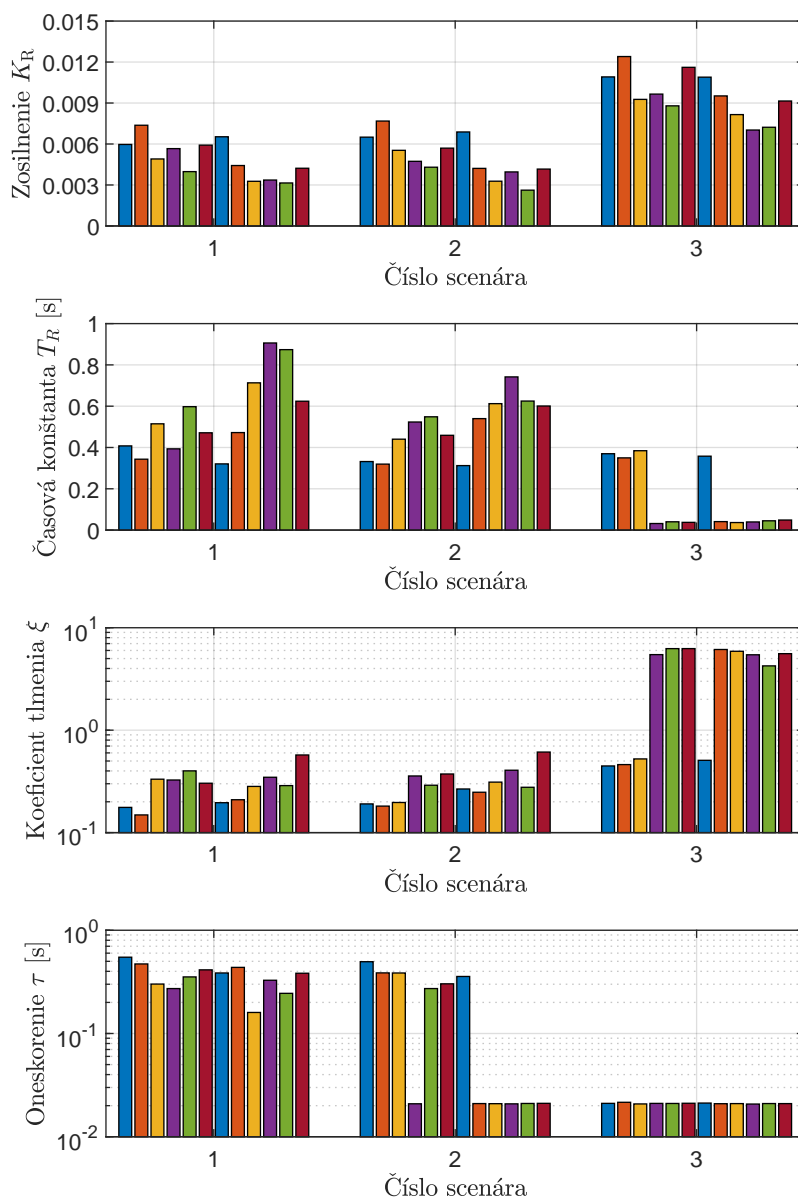 Zosilnenie K_R
0.015
0.012
0.009
0.006
0.003
0
1 2 3
Číslo scenára
Časová konštanta T_R [s]
1
0.8
0.6
0.4
0.2
0
1 2 3
Číslo scenára
Koeficient tlmenia ξ
10^1
10^0
10^-1
1 2 3
Číslo scenára
Oneskorenie τ [s]
10^0
10^-1
10^-2
1 2 3
Číslo scenára